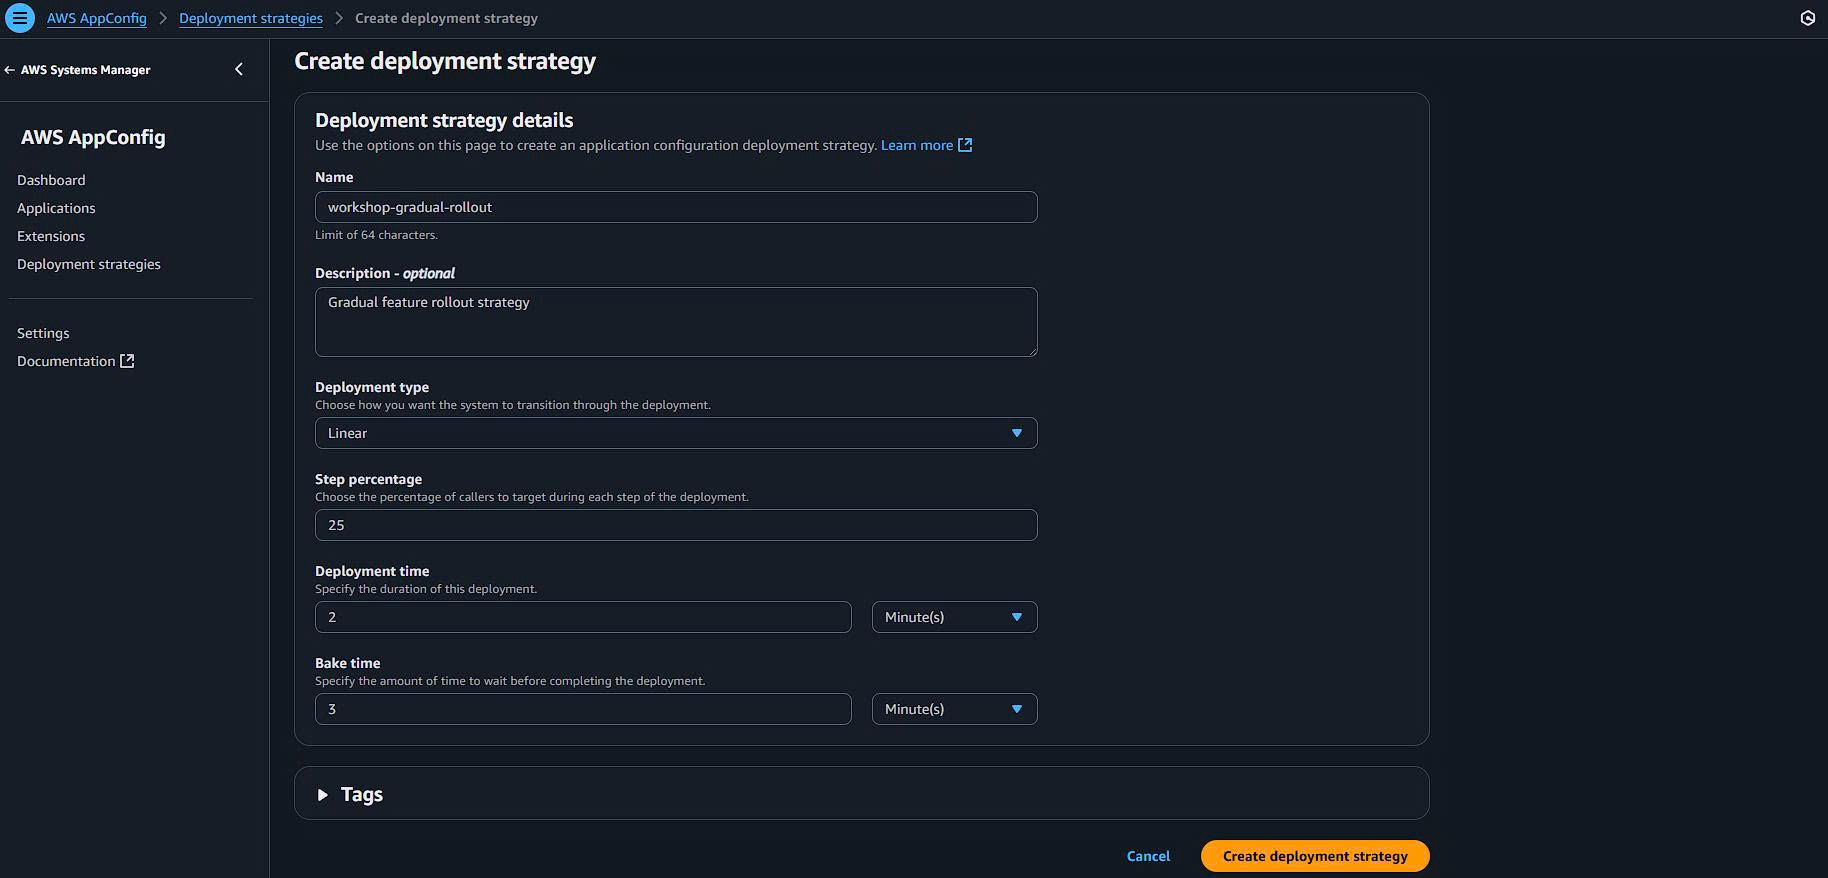 AWS AppConfig > Deployment strategies > Create deployment strategy
AWS Systems Manager
AWS AppConfig
Dashboard
Applications
Extensions
Deployment strategies
Settings
Documentation
Create deployment strategy
Deployment strategy details
Use the options on this page to create an application configuration deployment strategy. Learn more
Name
workshop-gradual-rollout
Limit of 64 characters.
Description - optional
Gradual feature rollout strategy
Deployment type
Choose how you want the system to transition through the deployment.
Linear
Step percentage
Choose the percentage of callers to target during each step of the deployment.
25
Deployment time
Specify the duration of this deployment.
2 Minute(s)
Bake time
Specify the amount of time to wait before completing the deployment.
3 Minute(s)
Tags
Cancel Create deployment strategy